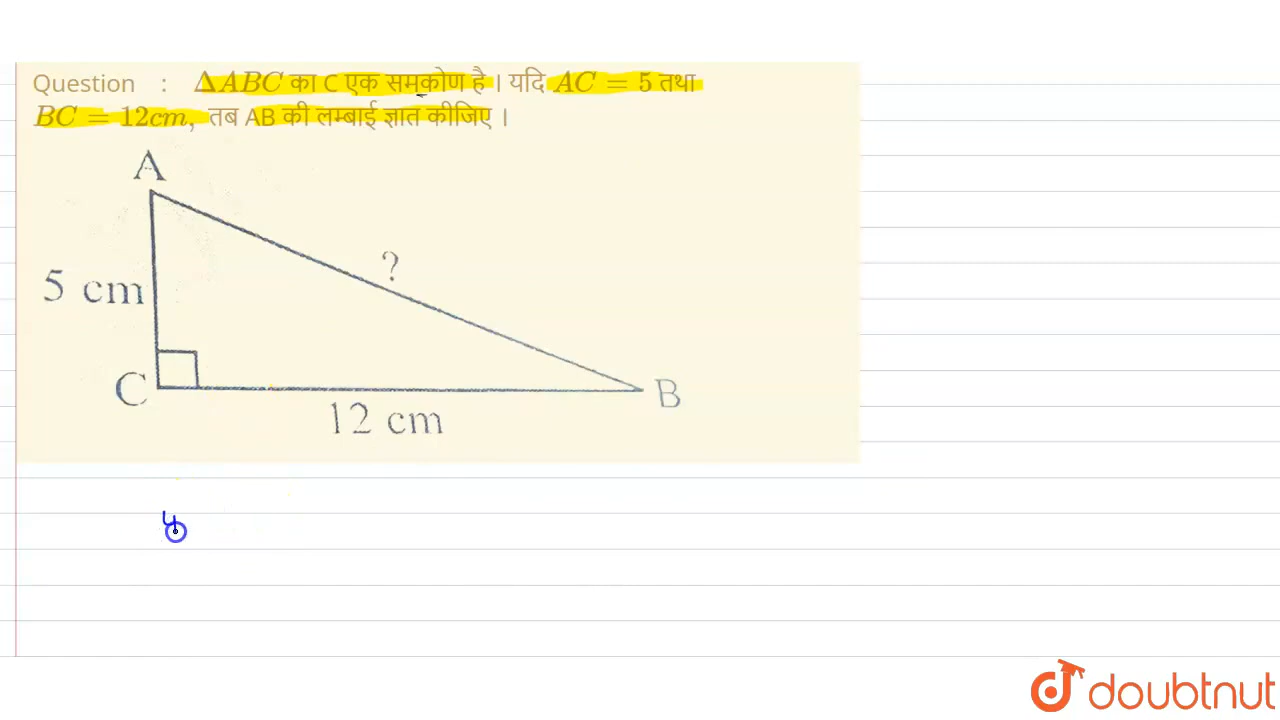 Question : ΔABC का C एक समकोण है । यदि AC = 5 तथा
BC = 12cm, तब AB की लम्बाई ज्ञात कीजिए ।
A
?
5 cm
C
B
12 cm
doubtnut